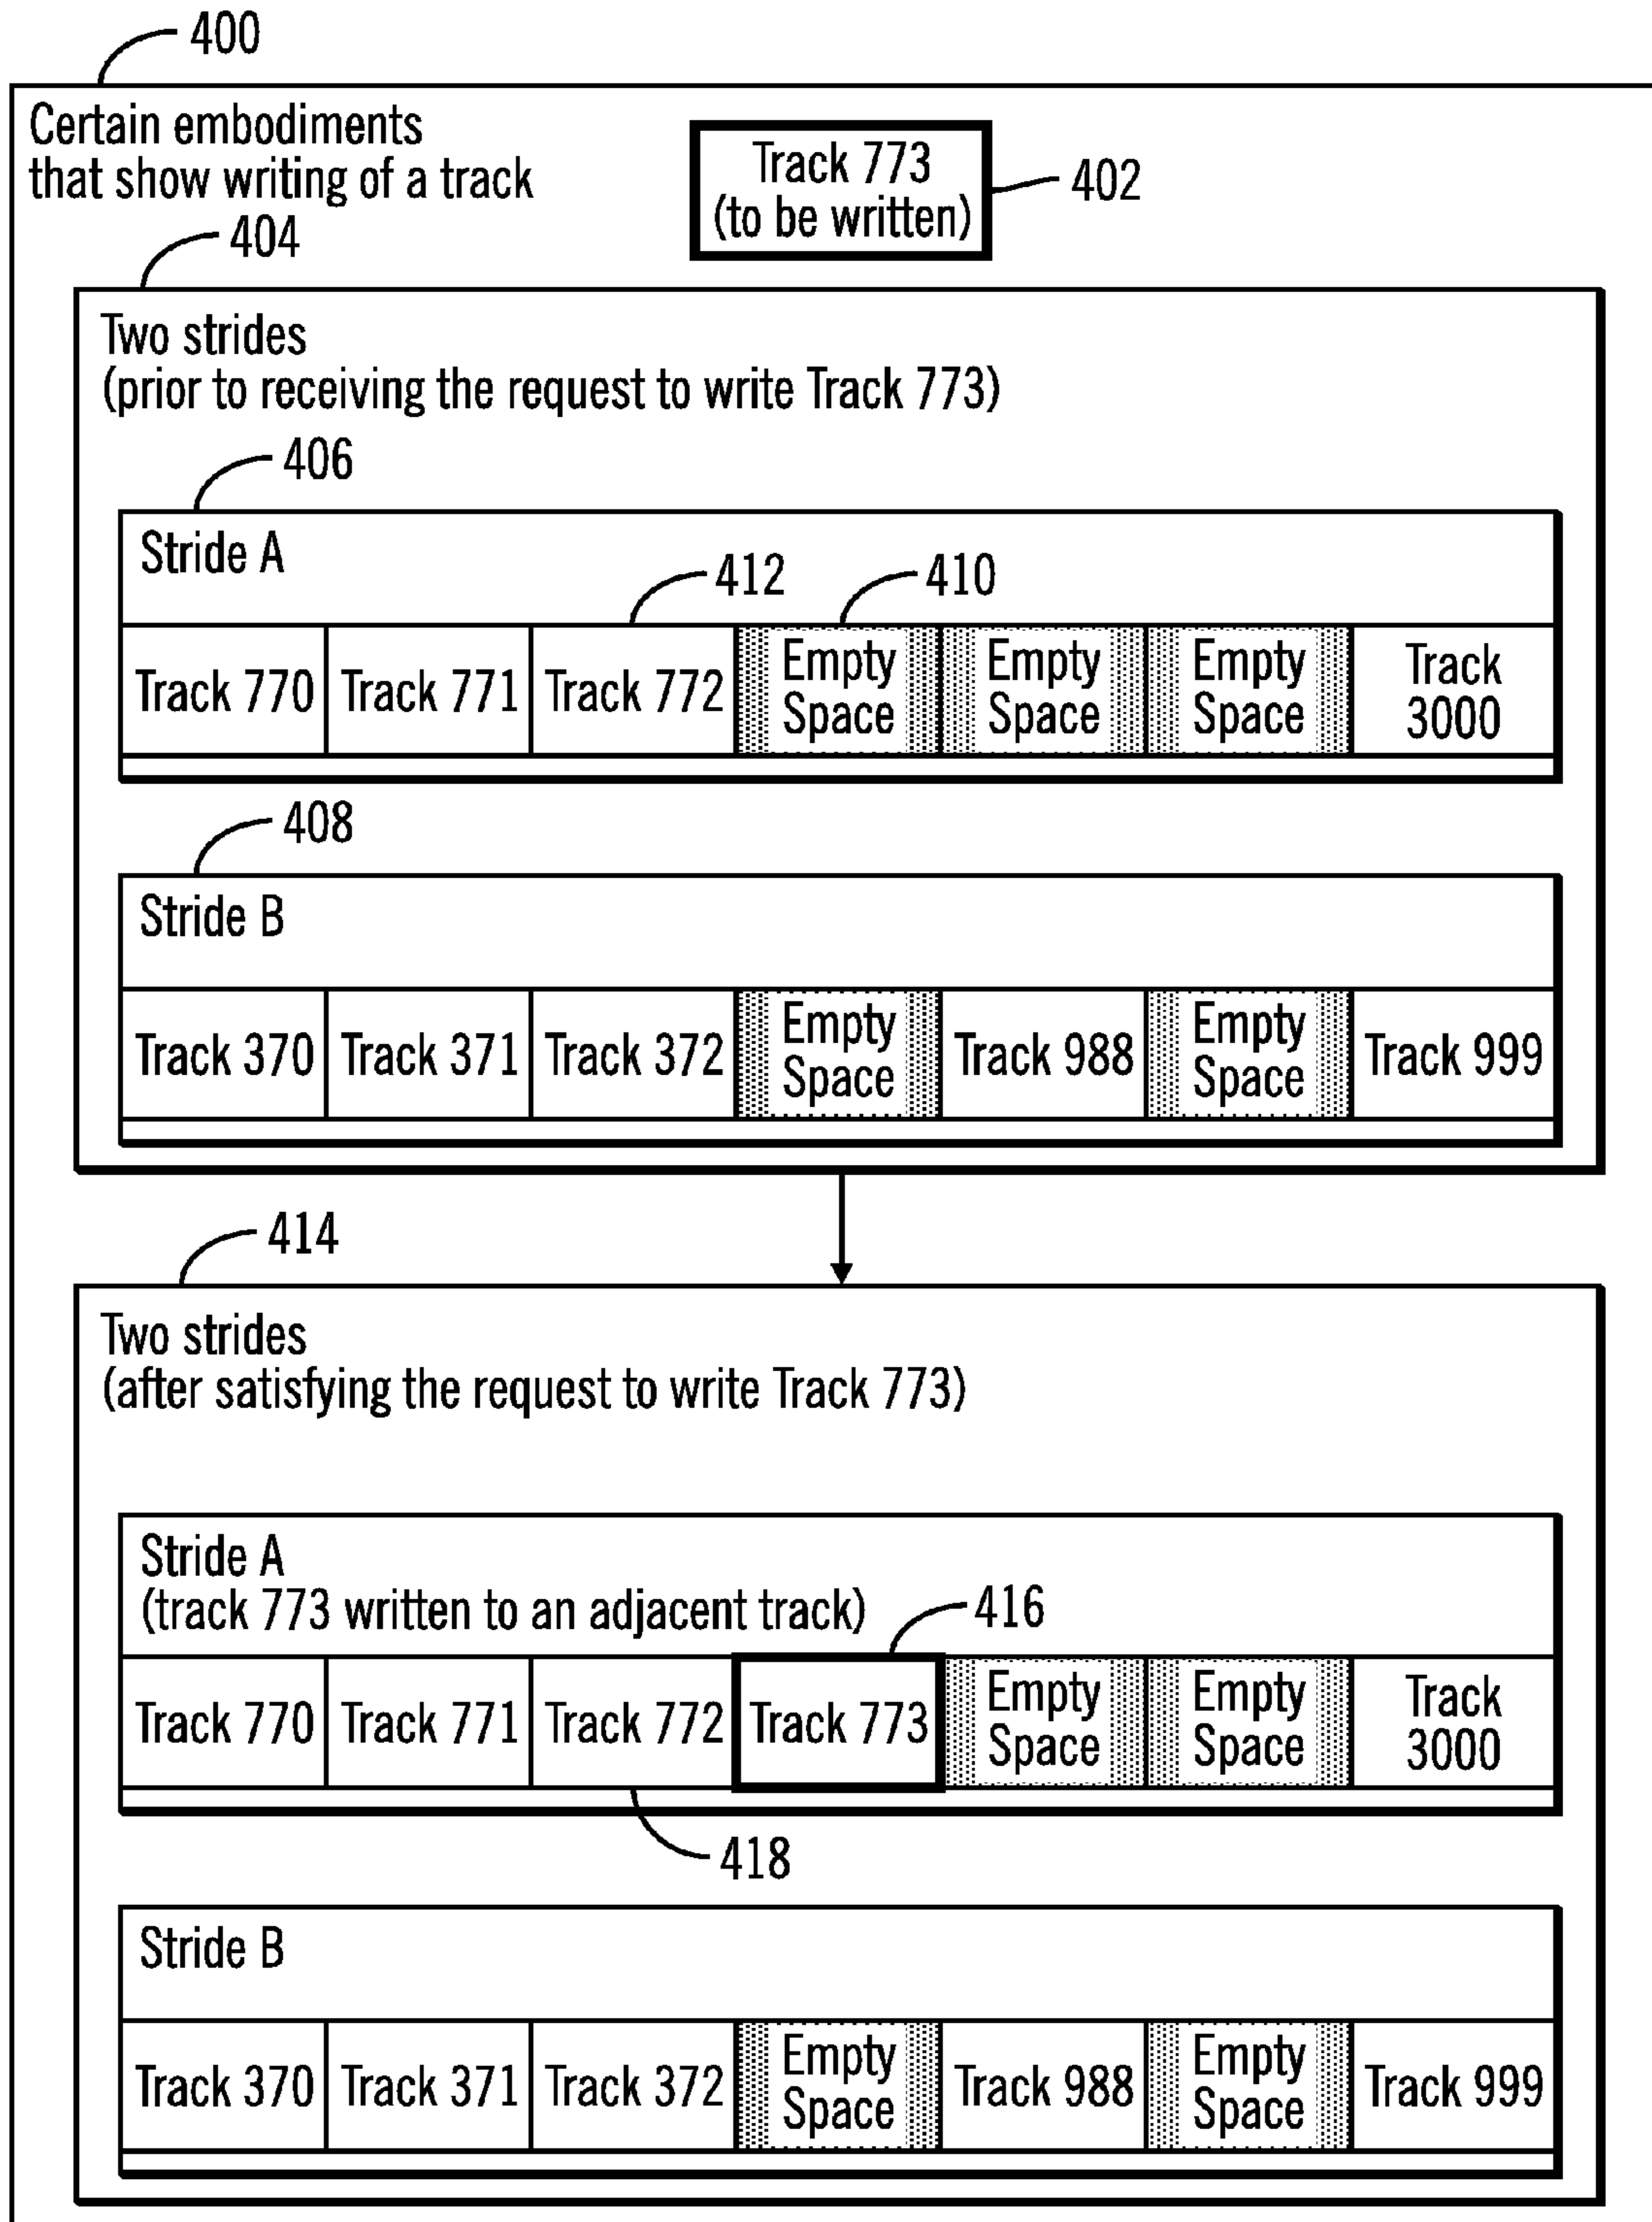 400
Certain embodiments
that show writing of a track
Track 773
(to be written)
402
404
Two strides
(prior to receiving the request to write Track 773)
406
Stride A
412
410
Track 770
Track 771
Track 772
Empty
Space
Empty
Space
Empty
Space
Track
3000
408
Stride B
Track 370
Track 371
Track 372
Empty
Space
Track 988
Empty
Space
Track 999
414
Two strides
(after satisfying the request to write Track 773)
Stride A
(track 773 written to an adjacent track)
416
Track 770
Track 771
Track 772
Track 773
Empty
Space
Empty
Space
Track
3000
418
Stride B
Track 370
Track 371
Track 372
Empty
Space
Track 988
Empty
Space
Track 999